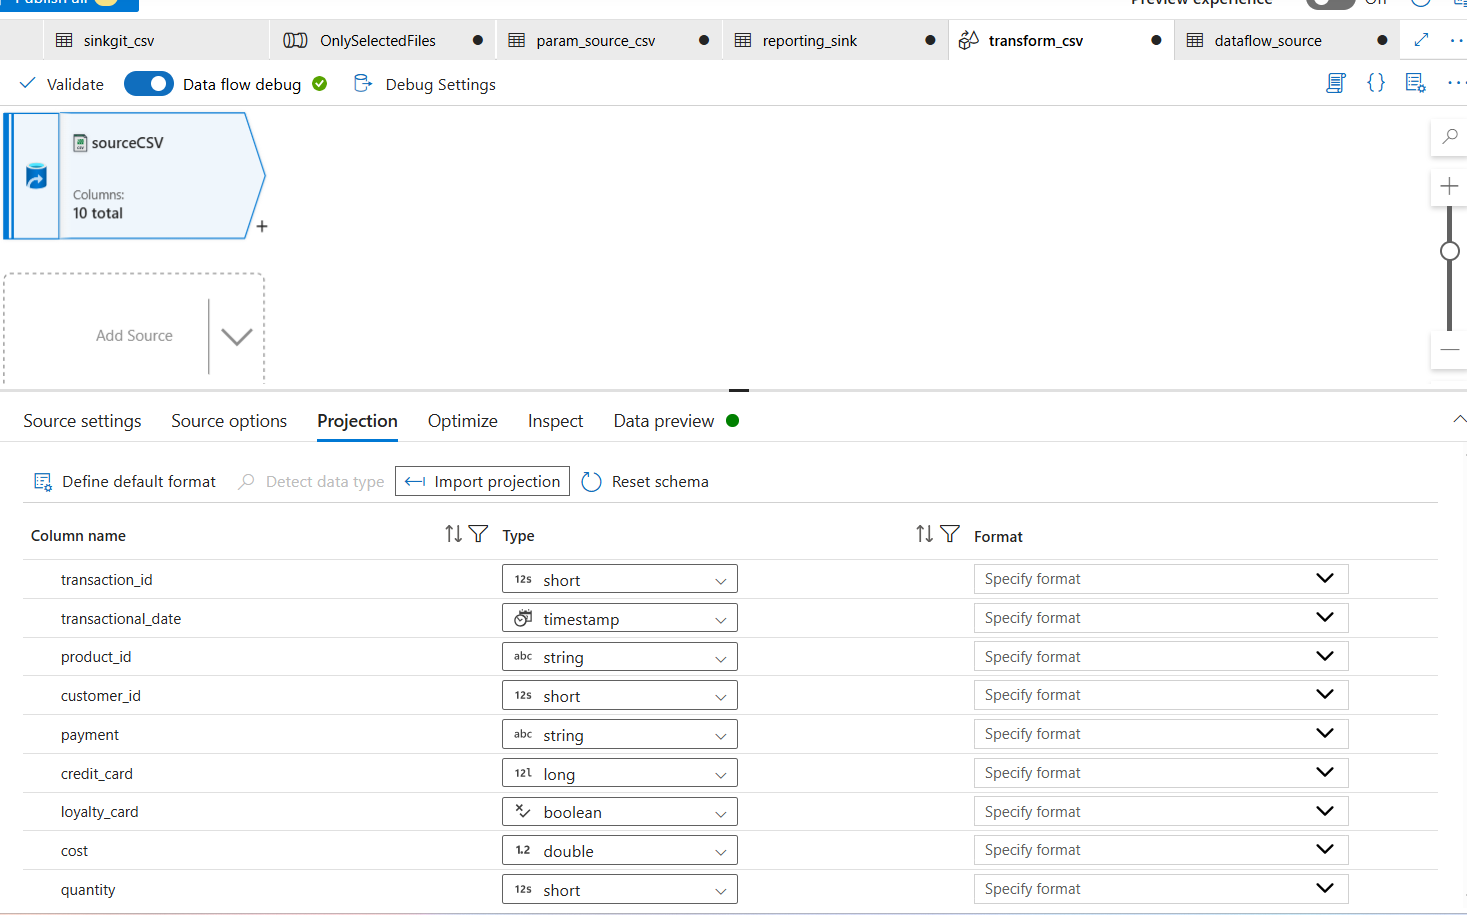 Publish all
Preview experience
Off
sinkgit_csv
OnlySelectedFiles
param_source_csv
reporting_sink
transform_csv
dataflow_source
Validate
Data flow debug
Debug Settings
sourceCSV
Columns:
10 total
Add Source
Source settings
Source options
Projection
Optimize
Inspect
Data preview
Define default format
Detect data type
Import projection
Reset schema
Column name
Type
Format
transaction_id
12s short
Specify format
transactional_date
timestamp
Specify format
product_id
abc string
Specify format
customer_id
12s short
Specify format
payment
abc string
Specify format
credit_card
12l long
Specify format
loyalty_card
boolean
Specify format
cost
1.2 double
Specify format
quantity
12s short
Specify format